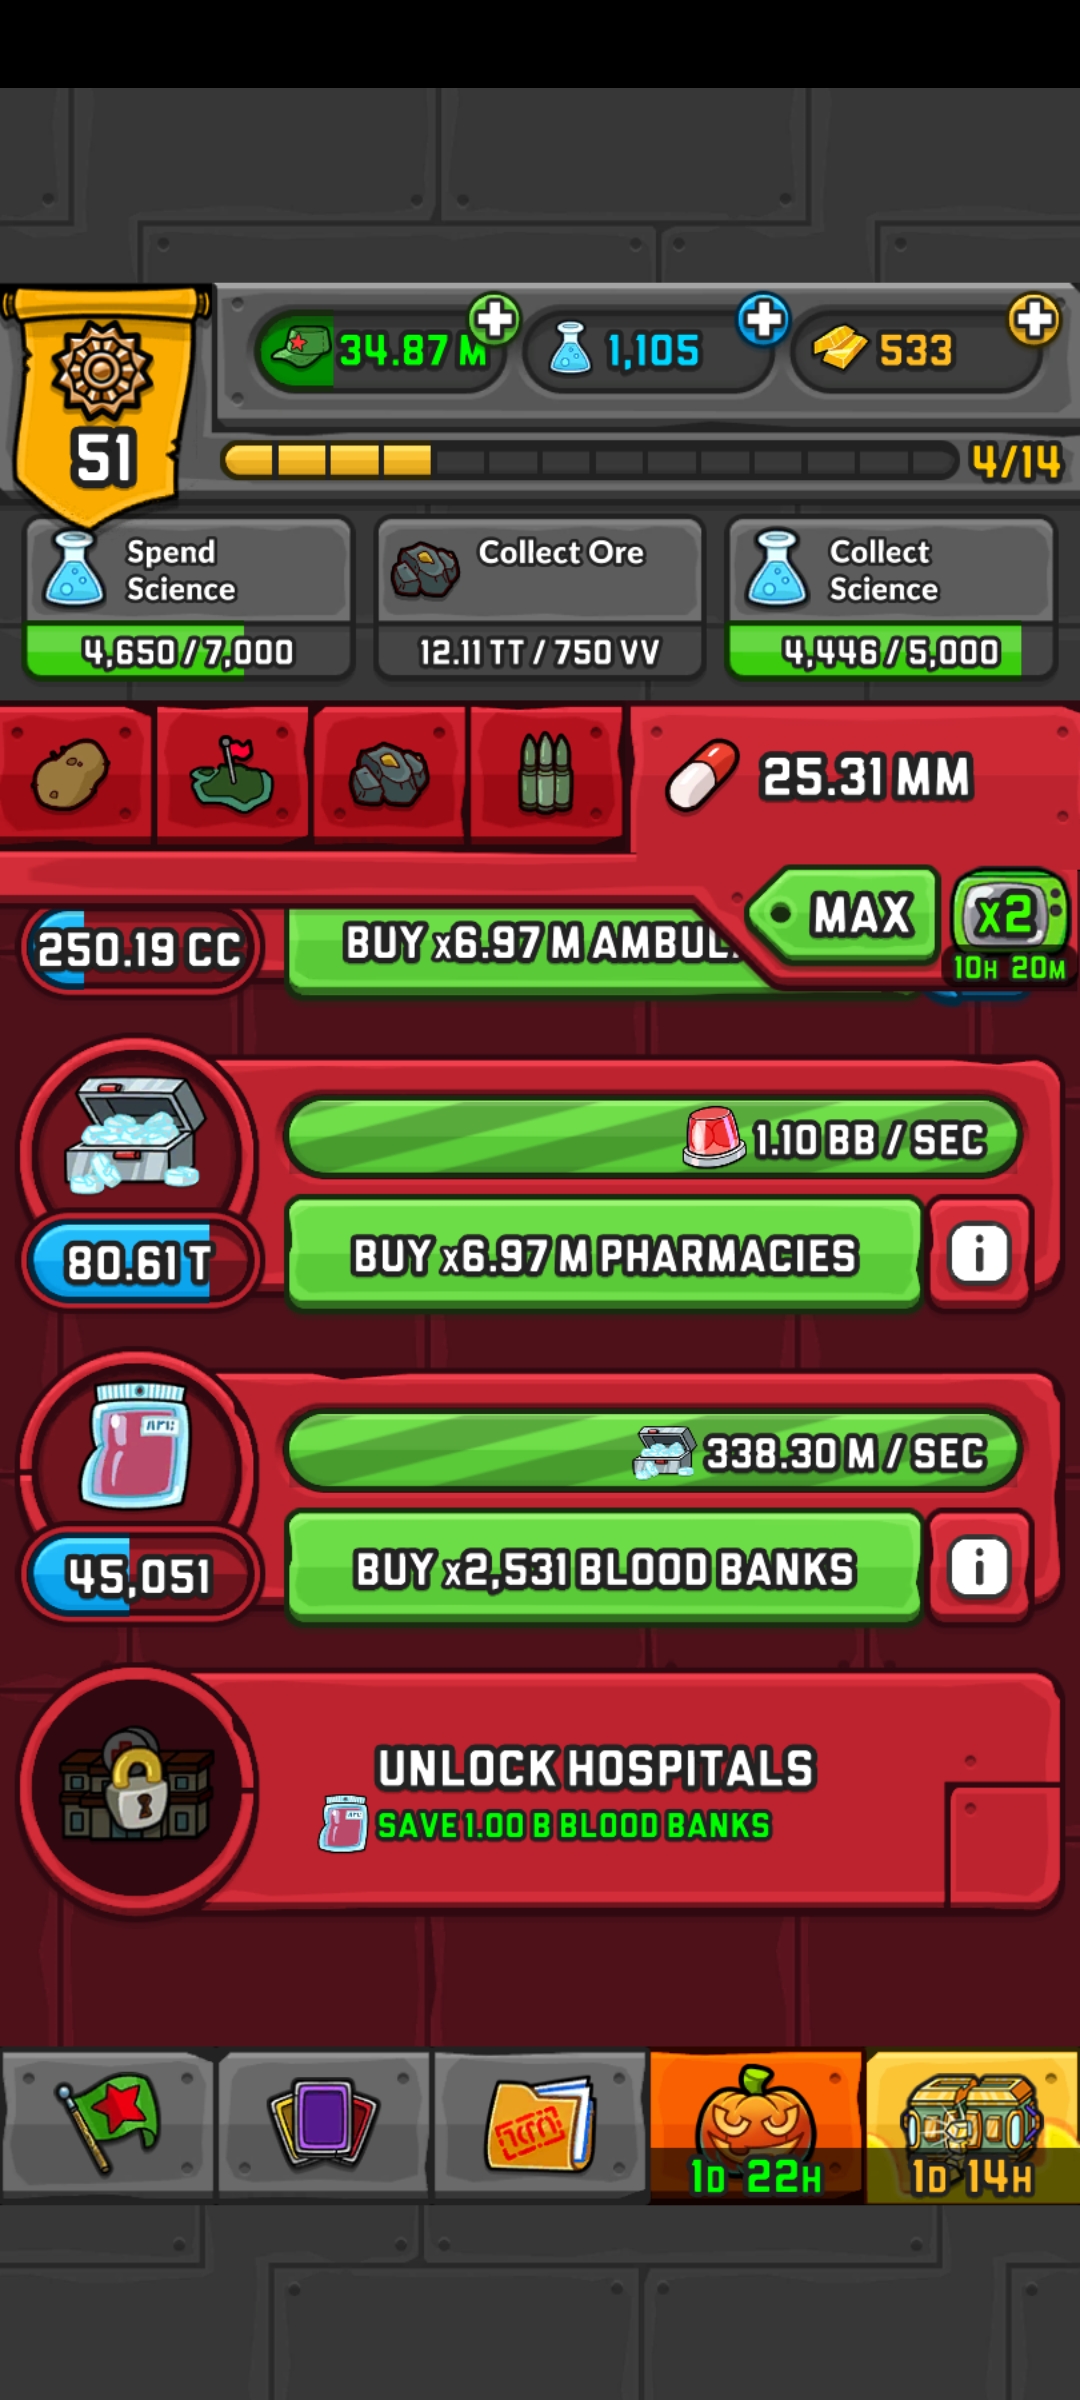 34.87 M
1,105
533
51
4/14
Spend
Science
4,650/7,000
Collect Ore
12.11 TT / 750 VV
Collect
Science
4,446/5,000
25.31 MM
MAX
x2
10H 20M
250.19 CC
BUY x6.97 M AMBUL
1.10 BB / SEC
80.61 T
BUY x6.97 M PHARMACIES
i
338.30 M / SEC
45,051
BUY x2,531 BLOOD BANKS
i
UNLOCK HOSPITALS
SAVE 1.00 B BLOOD BANKS
1D 22H
1D 14H